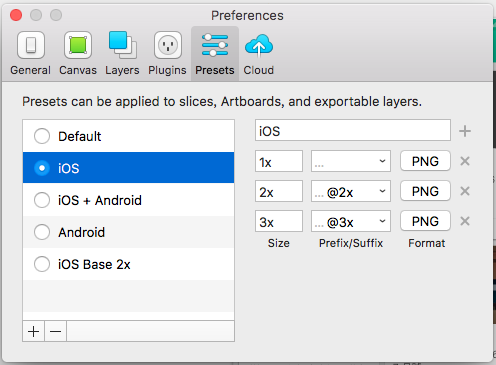 Preferences
General Canvas Layers Plugins Presets Cloud
Presets can be applied to slices, Artboards, and exportable layers.
Default
iOS
iOS + Android
Android
iOS Base 2x
iOS
1x ... PNG
2x ... @2x PNG
3x ... @3x PNG
Size Prefix/Suffix Format